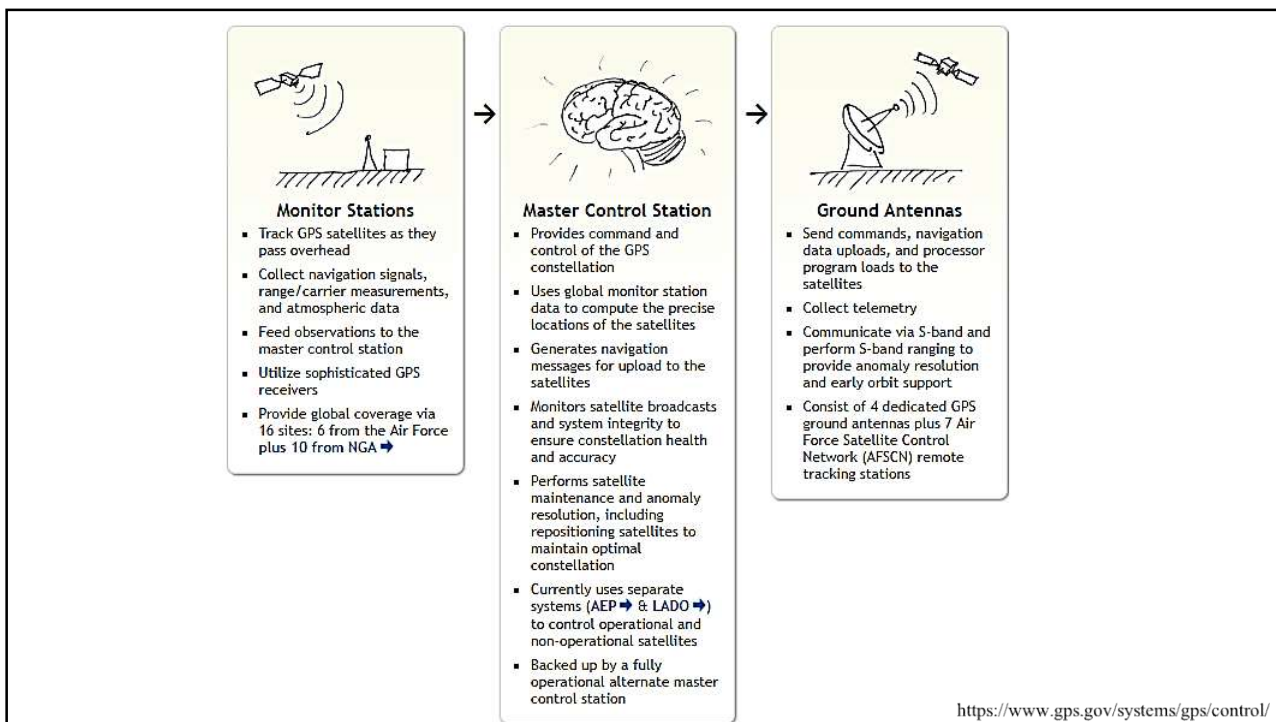 Monitor Stations
▪ Track GPS satellites as they
pass overhead
▪ Collect navigation signals,
range/carrier measurements,
and atmospheric data
▪ Feed observations to the
master control station
▪ Utilize sophisticated GPS
receivers
▪ Provide global coverage via
16 sites: 6 from the Air Force
plus 10 from NGA ➡
→
Master Control Station
▪ Provides command and
control of the GPS
constellation
▪ Uses global monitor station
data to compute the precise
locations of the satellites
▪ Generates navigation
messages for upload to the
satellites
▪ Monitors satellite broadcasts
and system integrity to
ensure constellation health
and accuracy
▪ Performs satellite
maintenance and anomaly
resolution, including
repositioning satellites to
maintain optimal
constellation
▪ Currently uses separate
systems (AEP ➡ & LADO ➡)
to control operational and
non-operational satellites
▪ Backed up by a fully
operational alternate master
control station
→
Ground Antennas
▪ Send commands, navigation
data uploads, and processor
program loads to the
satellites
▪ Collect telemetry
▪ Communicate via S-band and
perform S-band ranging to
provide anomaly resolution
and early orbit support
▪ Consist of 4 dedicated GPS
ground antennas plus 7 Air
Force Satellite Control
Network (AFSCN) remote
tracking stations
https://www.gps.gov/systems/gps/control/